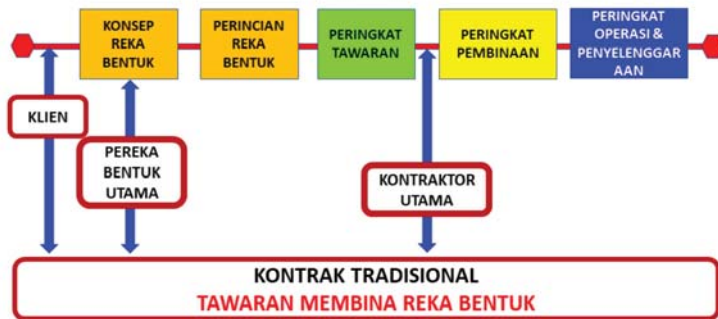 KONSEP
REKA
BENTUK
PERINCIAN
REKA
BENTUK
PERINGKAT
TAWARAN
PERINGKAT
PEMBINAAN
PERINGKAT
OPERASI &
PENYELENGGAR
AAN
KLIEN
PEREKA
BENTUK
UTAMA
KONTRAKTOR
UTAMA
KONTRAK TRADISIONAL
TAWARAN MEMBINA REKA BENTUK